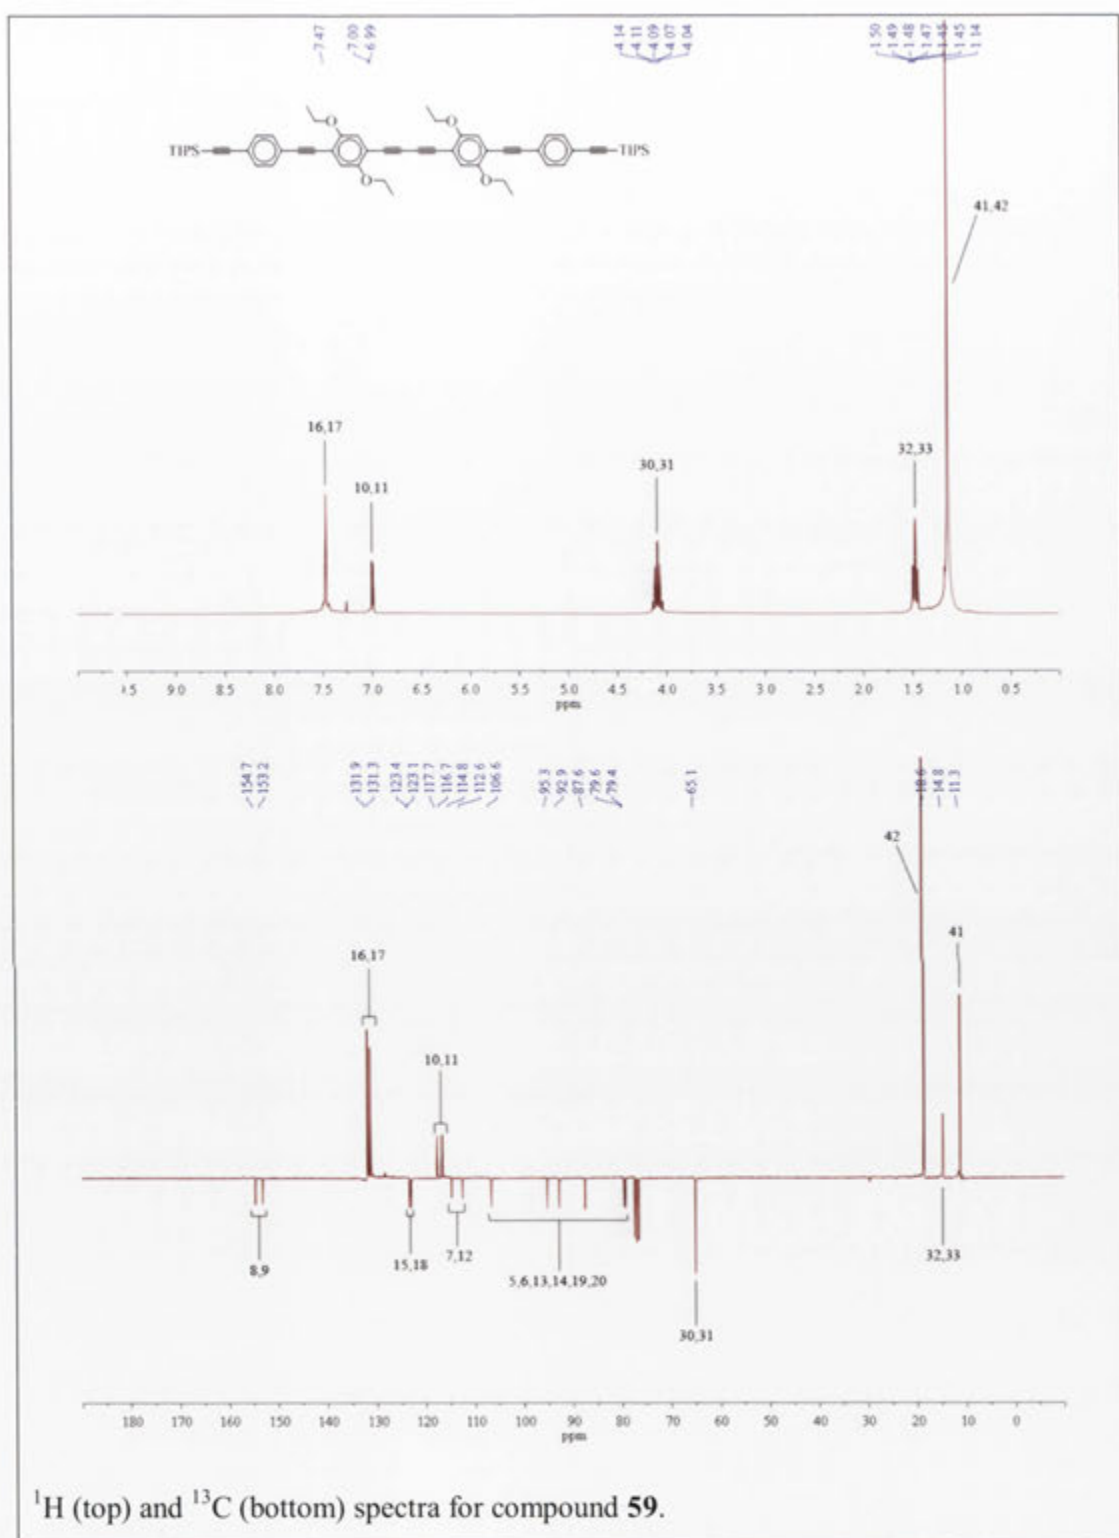 7.47 7.00 6.99 4.14 4.11 4.09 4.07 4.04 1.50 1.49 1.48 1.47 1.45 1.45 1.14
O O
TIPS TIPS
O O
41,42
16,17
10,11
30,31
32,33
9.0 8.5 8.0 7.5 7.0 6.5 6.0 5.5 5.0 4.5 4.0 3.5 3.0 2.5 2.0 1.5 1.0 0.5
ppm
154.7 153.2 131.9 131.3 123.4 123.1 117.7 116.7 114.8 112.6 106.6 95.3 92.9 87.6 79.6 79.4 65.1 18.6 14.8 11.3
42
41
16,17
10,11
8,9
15,18
7,12
5,6,13,14,19,20
32,33
30,31
180 170 160 150 140 130 120 110 100 90 80 70 60 50 40 30 20 10 0
ppm
¹H (top) and ¹³C (bottom) spectra for compound 59.